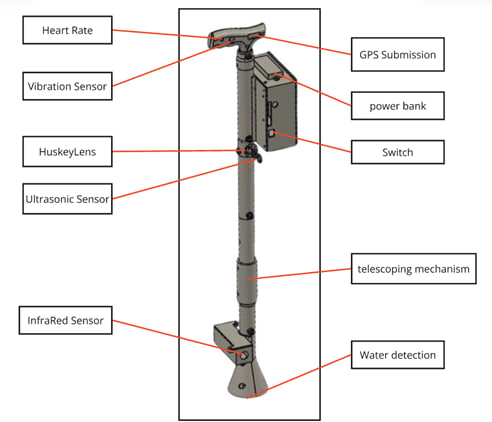 Heart Rate
GPS Submission
Vibration Sensor
power bank
HuskeyLens
Switch
Ultrasonic Sensor
telescoping mechanism
InfraRed Sensor
Water detection